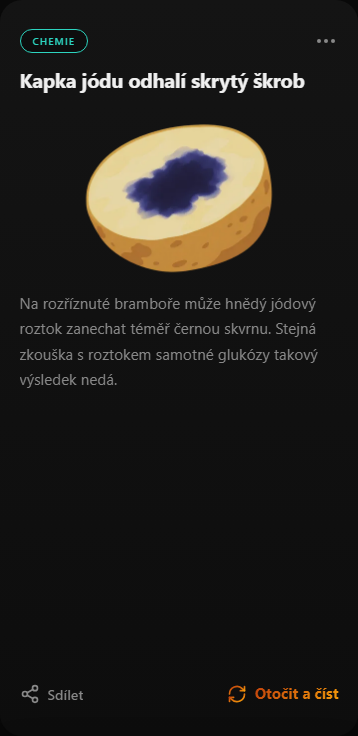 CHEMIE
Kapka jódu odhalí skrytý škrob
Na rozříznuté bramboře může hnědý jódový
roztok zanechat téměř černou skvrnu. Stejná
zkouška s roztokem samotné glukózy takový
výsledek nedá.
Sdílet
Otočit a číst